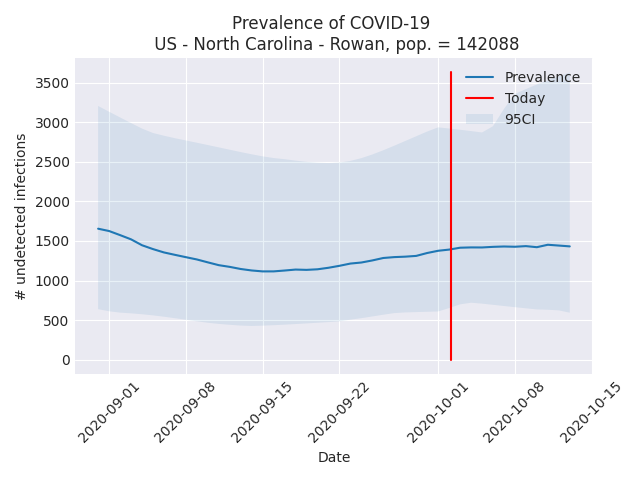 Prevalence of COVID-19
US - North Carolina - Rowan, pop. = 142088
Prevalence
Today
95CI
3500
3000
2500
2000
1500
1000
500
0
# undetected infections
2020-09-01
2020-09-08
2020-09-15
2020-09-22
2020-10-01
2020-10-08
2020-10-15
Date